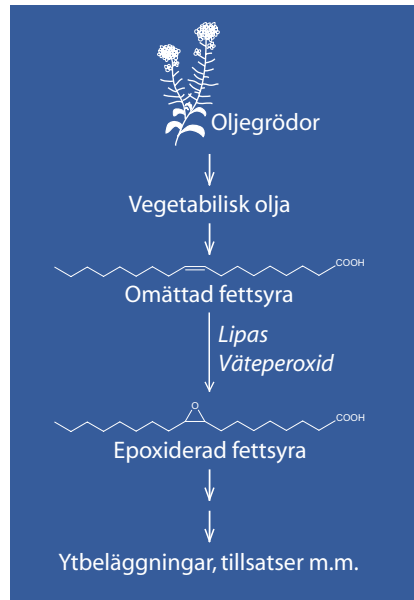 Oljegrödor
Vegetabilisk olja
COOH
Omättad fettsyra
Lipas
Väteperoxid
O
COOH
Epoxiderad fettsyra
Ytbeläggningar, tillsatser m.m.